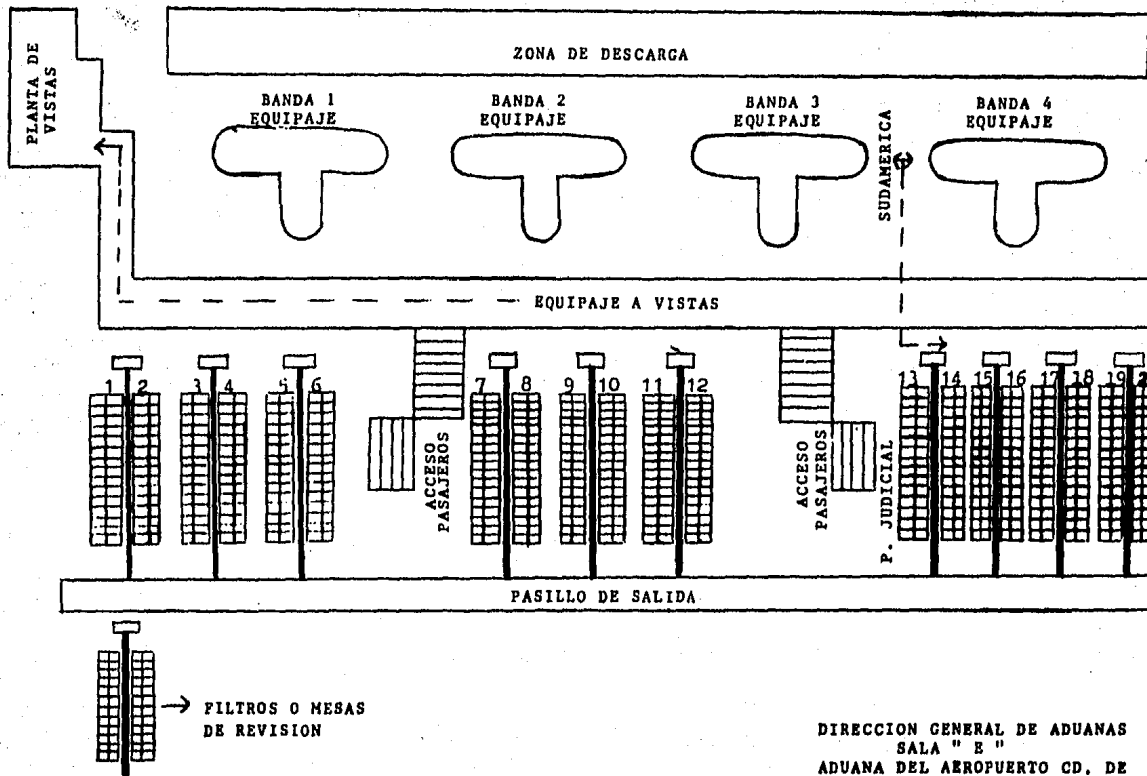 ZONA DE DESCARGA
PLANTA DE
VISTAS
BANDA 1
EQUIPAJE
BANDA 2
EQUIPAJE
BANDA 3
EQUIPAJE
SUDAMERICA
BANDA 4
EQUIPAJE
EQUIPAJE A VISTAS
1 2 3 4 5 6 7 8 9 10 11 12 13 14 15 16 17 18 19
ACCESO
PASAJEROS
ACCESO
PASAJEROS
P. JUDICIAL
PASILLO DE SALIDA
FILTROS O MESAS
DE REVISION
DIRECCION GENERAL DE ADUANAS
SALA " E "
ADUANA DEL AEROPUERTO CD. DE